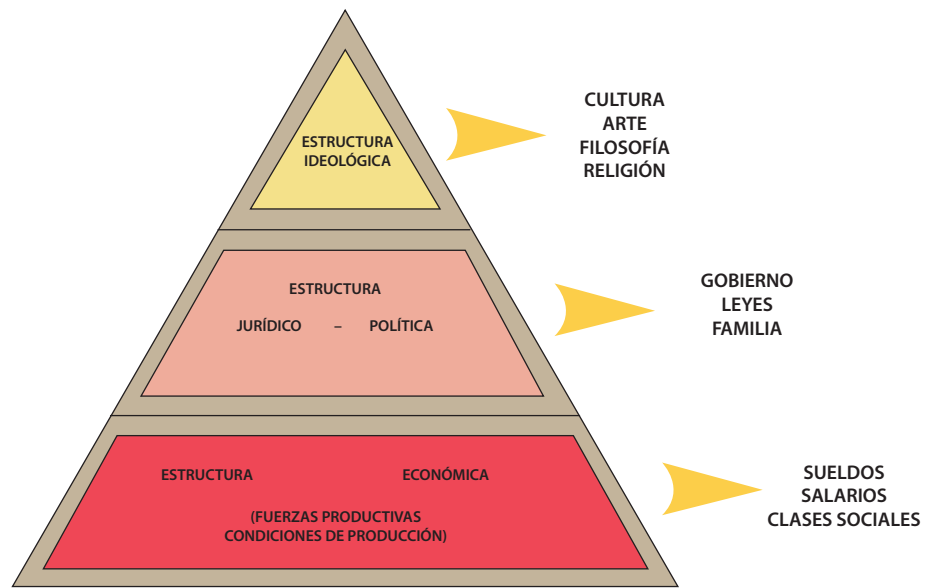 ESTRUCTURA
IDEOLÓGICA
CULTURA
ARTE
FILOSOFÍA
RELIGIÓN
ESTRUCTURA
JURÍDICO – POLÍTICA
GOBIERNO
LEYES
FAMILIA
ESTRUCTURA ECONÓMICA
(FUERZAS PRODUCTIVAS
CONDICIONES DE PRODUCCIÓN)
SUELDOS
SALARIOS
CLASES SOCIALES